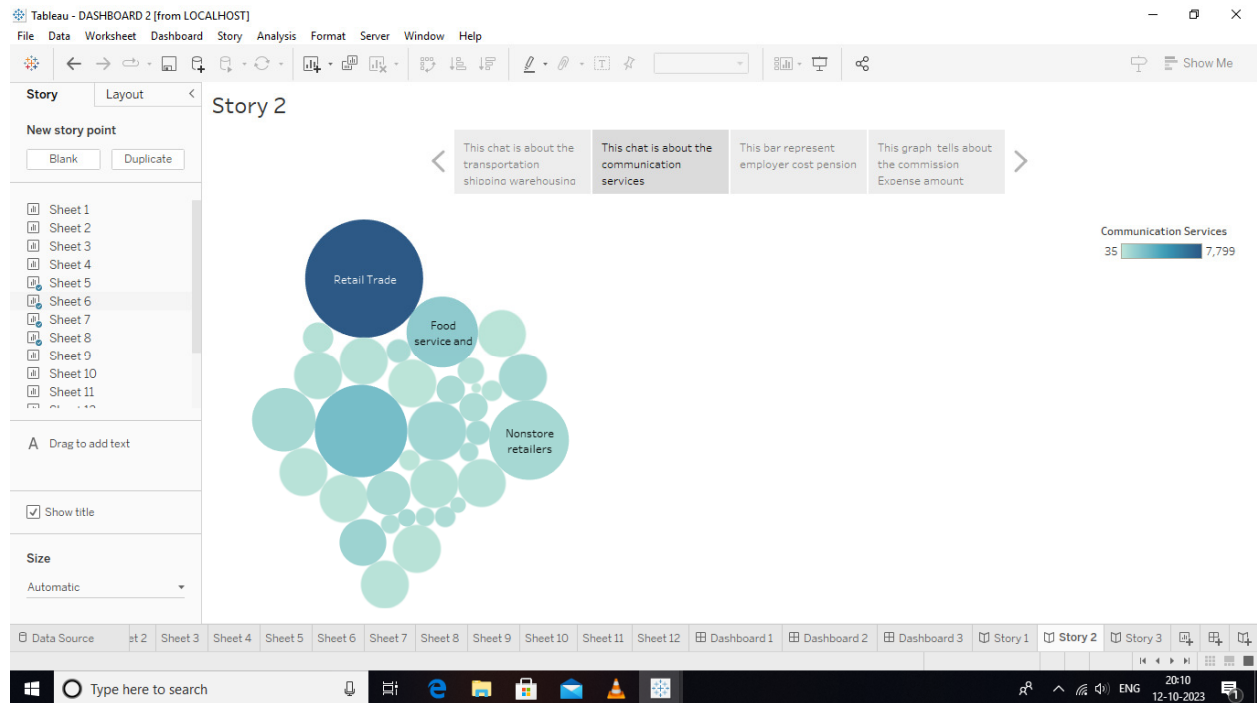 Tableau - DASHBOARD 2 [from LOCALHOST]
File Data Worksheet Dashboard Story Analysis Format Server Window Help
Show Me
Story Layout
New story point
Blank Duplicate
Sheet 1
Sheet 2
Sheet 3
Sheet 4
Sheet 5
Sheet 6
Sheet 7
Sheet 8
Sheet 9
Sheet 10
Sheet 11
A Drag to add text
Show title
Size
Automatic
Story 2
This chat is about the
transportation
shipping warehousing
This chat is about the
communication
services
This bar represent
employer cost pension
This graph tells about
the commission
Expense amount
Communication Services
35 7,799
Retail Trade
Food
service and
Nonstore
retailers
Data Source et 2 Sheet 3 Sheet 4 Sheet 5 Sheet 6 Sheet 7 Sheet 8 Sheet 9 Sheet 10 Sheet 11 Sheet 12 Dashboard 1 Dashboard 2 Dashboard 3 Story 1 Story 2 Story 3
Type here to search
ENG
20:10
12-10-2023
1